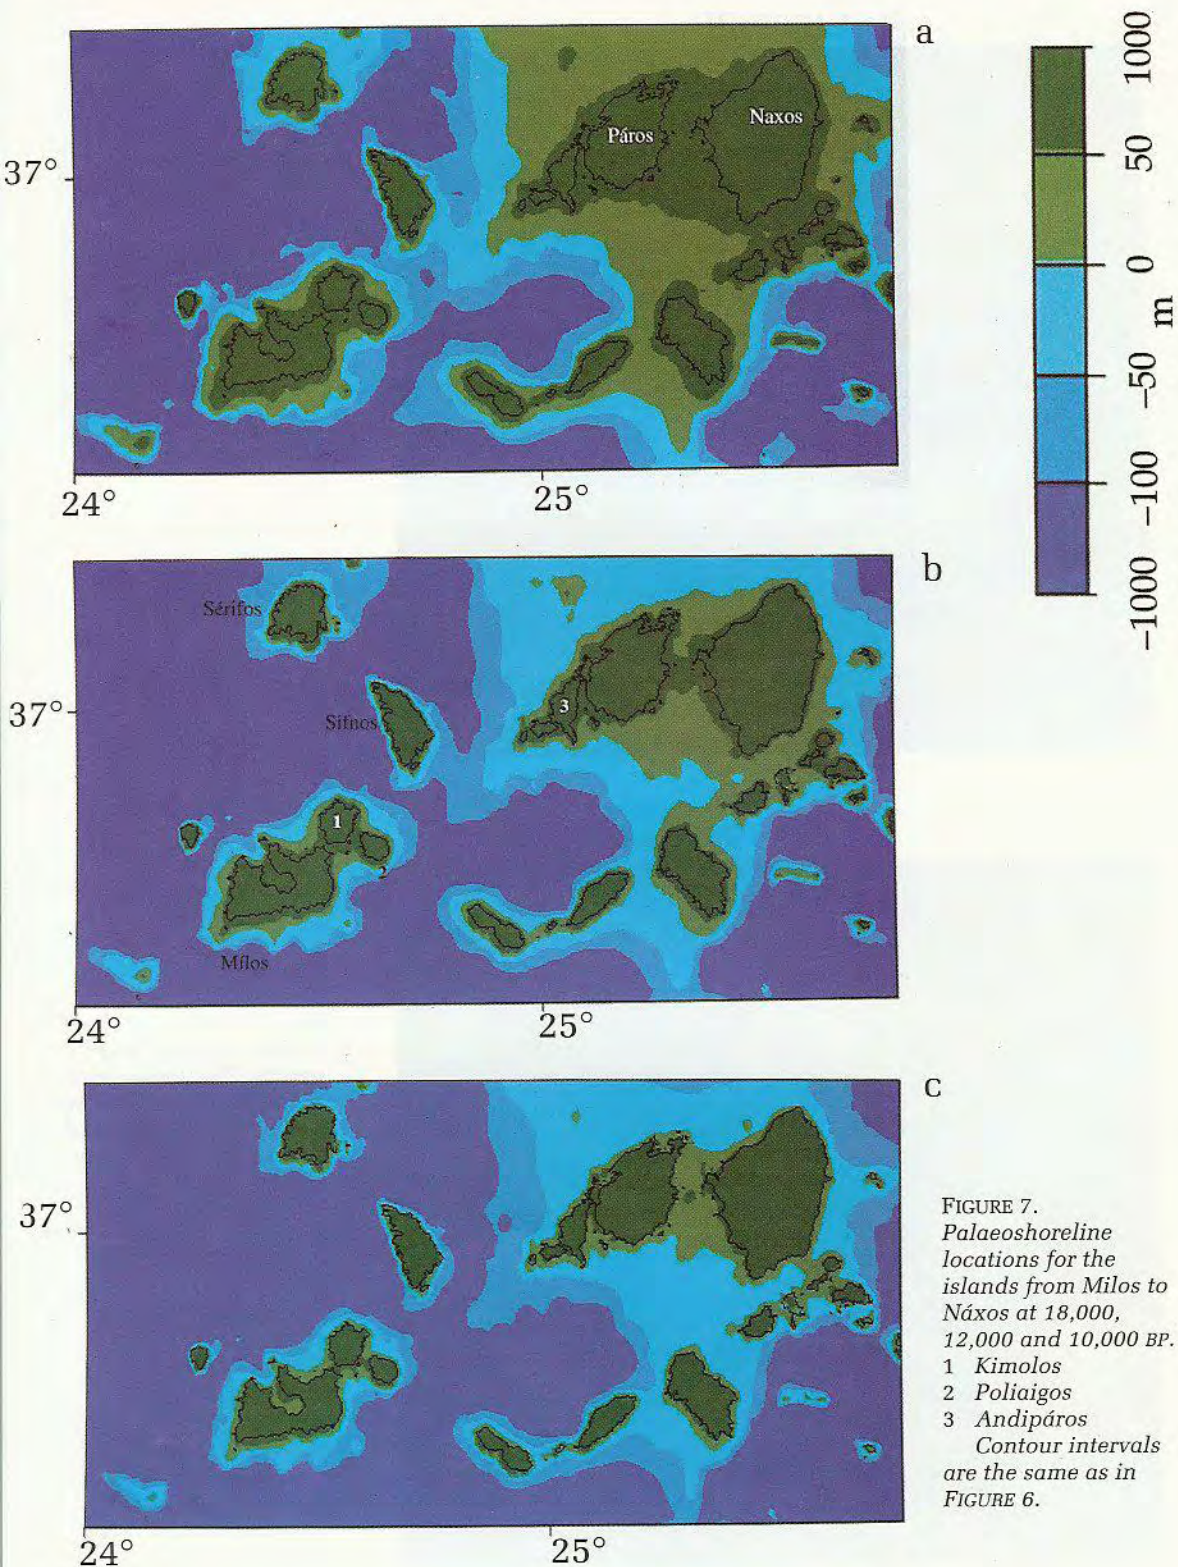 a
1000
50
0
m
−50
−100
−1000
Páros
Naxos
37°
24°
25°
b
Sérifos
37°
Sifnos
3
1
2
Mílos
24°
25°
c
37°
24°
25°
FIGURE 7.
Palaeoshoreline
locations for the
islands from Milos to
Náxos at 18,000,
12,000 and 10,000 BP.
1 Kimolos
2 Poliaigos
3 Andipáros
Contour intervals
are the same as in
FIGURE 6.